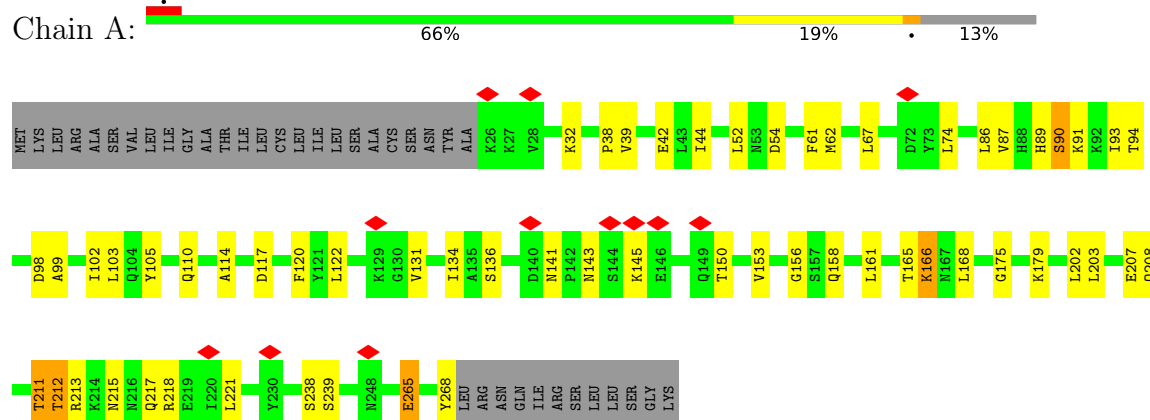 Chain A:
66% 19% • 13%
MET LYS LEU ARG ALA SER VAL LEU ILE GLY ALA THR ILE LEU CYS LEU ILE LEU SER ALA CYS SER ASN TYR ALA K26 K27 V28 K32 P38 V39 E42 L43 I44 L52 N53 D54 F61 M62 L67 D72 Y73 L74 L86 V87 H88 H89 S90 K91 K92 I93 T94
D98 A99 I102 L103 Q104 Y105 Q110 A114 D117 F120 Y121 L122 K129 G130 V131 I134 A135 S136 D140 N141 P142 N143 S144 K145 E146 Q149 T150 V153 G156 S157 Q158 L161 T165 K166 N167 L168 G175 K179 L202 L203 E207
T211 T212 R213 K214 N215 N216 Q217 R218 E219 I220 L221 Y230 S238 S239 N248 E265 Y268 LEU ARG ASN GLN ILE ARG SER LEU LEU SER GLY LYS